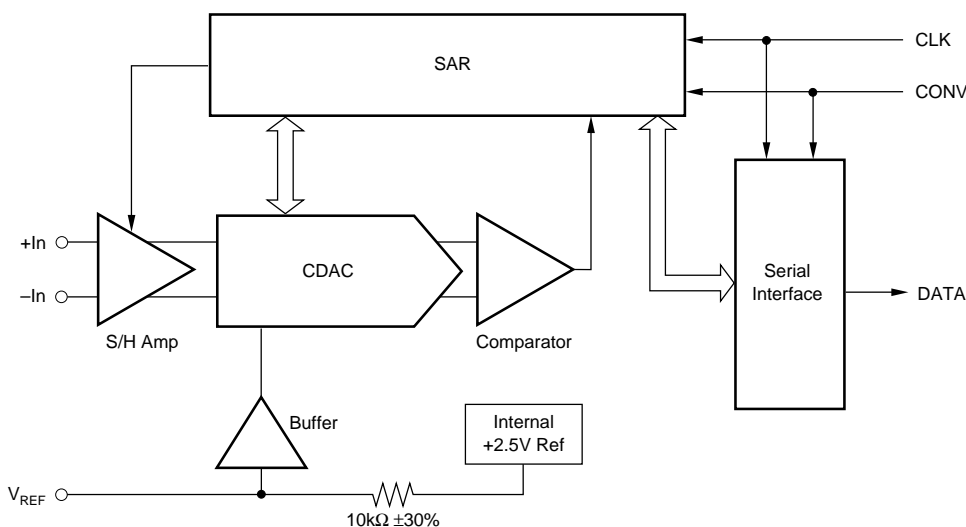 CLK
SAR
CONV
+In
CDAC
–In
Serial
Interface
DATA
S/H Amp
Comparator
Buffer
Internal
+2.5V Ref
VREF
10kΩ ±30%